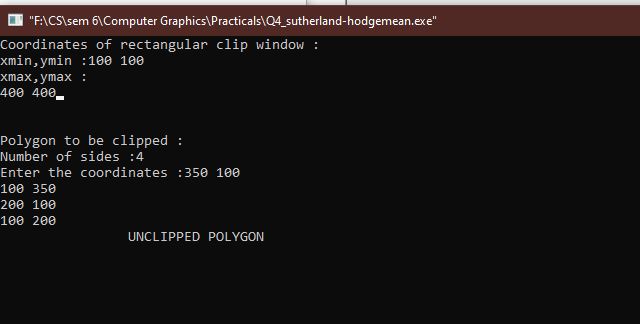 "F:\CS\sem 6\Computer Graphics\Practicals\Q4_sutherland-hodgemean.exe"
Coordinates of rectangular clip window :
xmin,ymin :100 100
xmax,ymax :
400 400
Polygon to be clipped :
Number of sides :4
Enter the coordinates :350 100
100 350
200 100
100 200
UNCLIPPED POLYGON